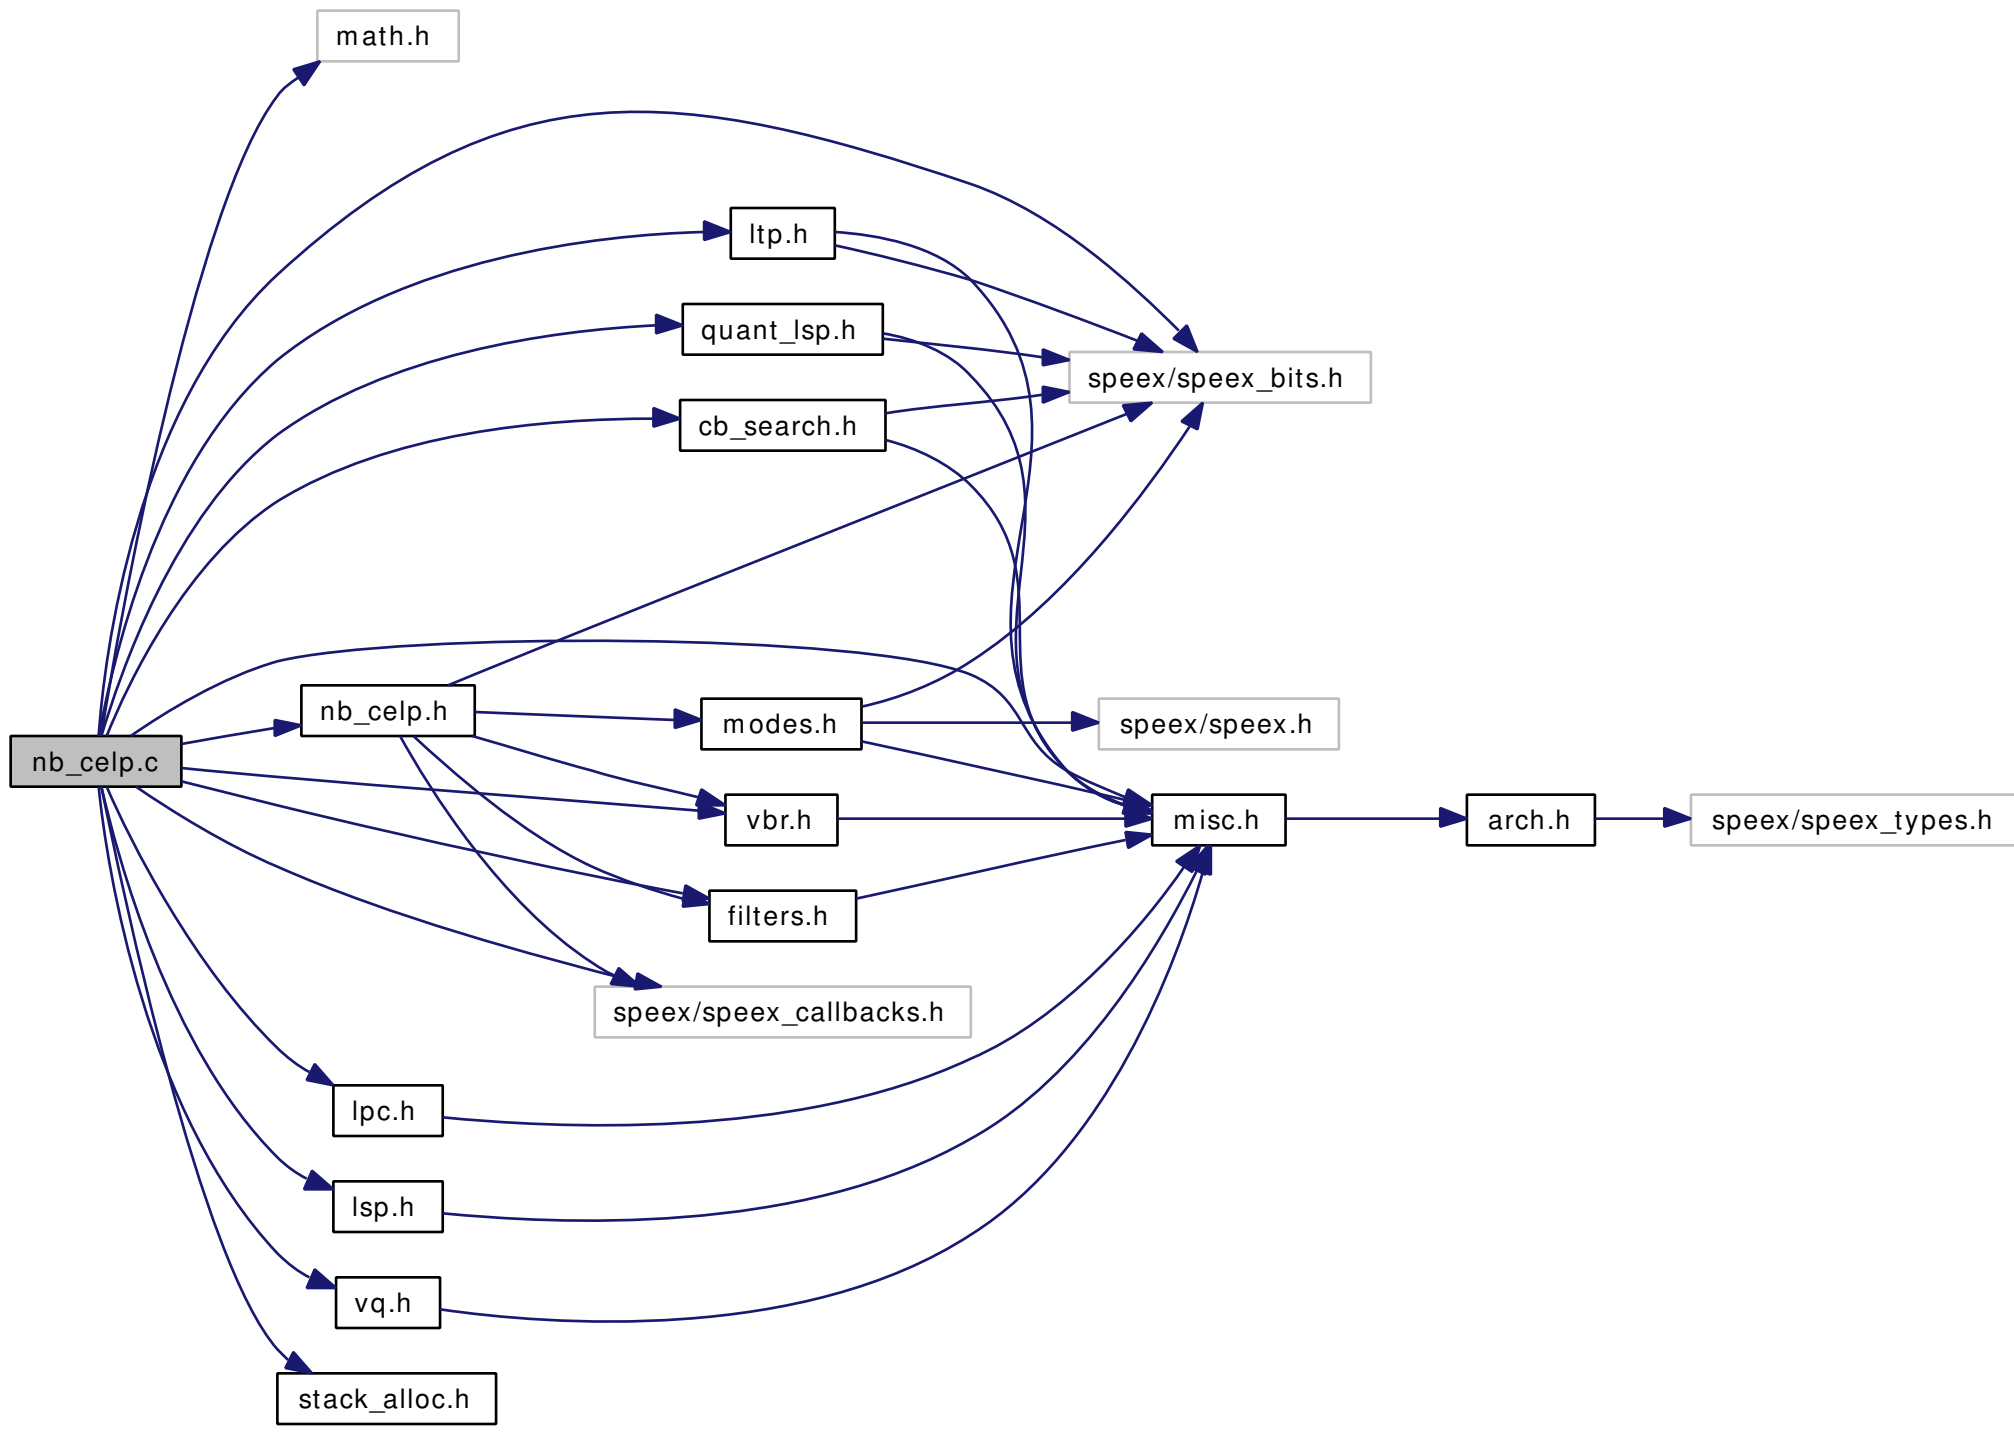 math.h
ltp.h
quant_lsp.h
speex/speex_bits.h
cb_search.h
nb_celp.h
modes.h
speex/speex.h
nb_celp.c
vbr.h
misc.h
arch.h
speex/speex_types.h
filters.h
speex/speex_callbacks.h
lpc.h
lsp.h
vq.h
stack_alloc.h